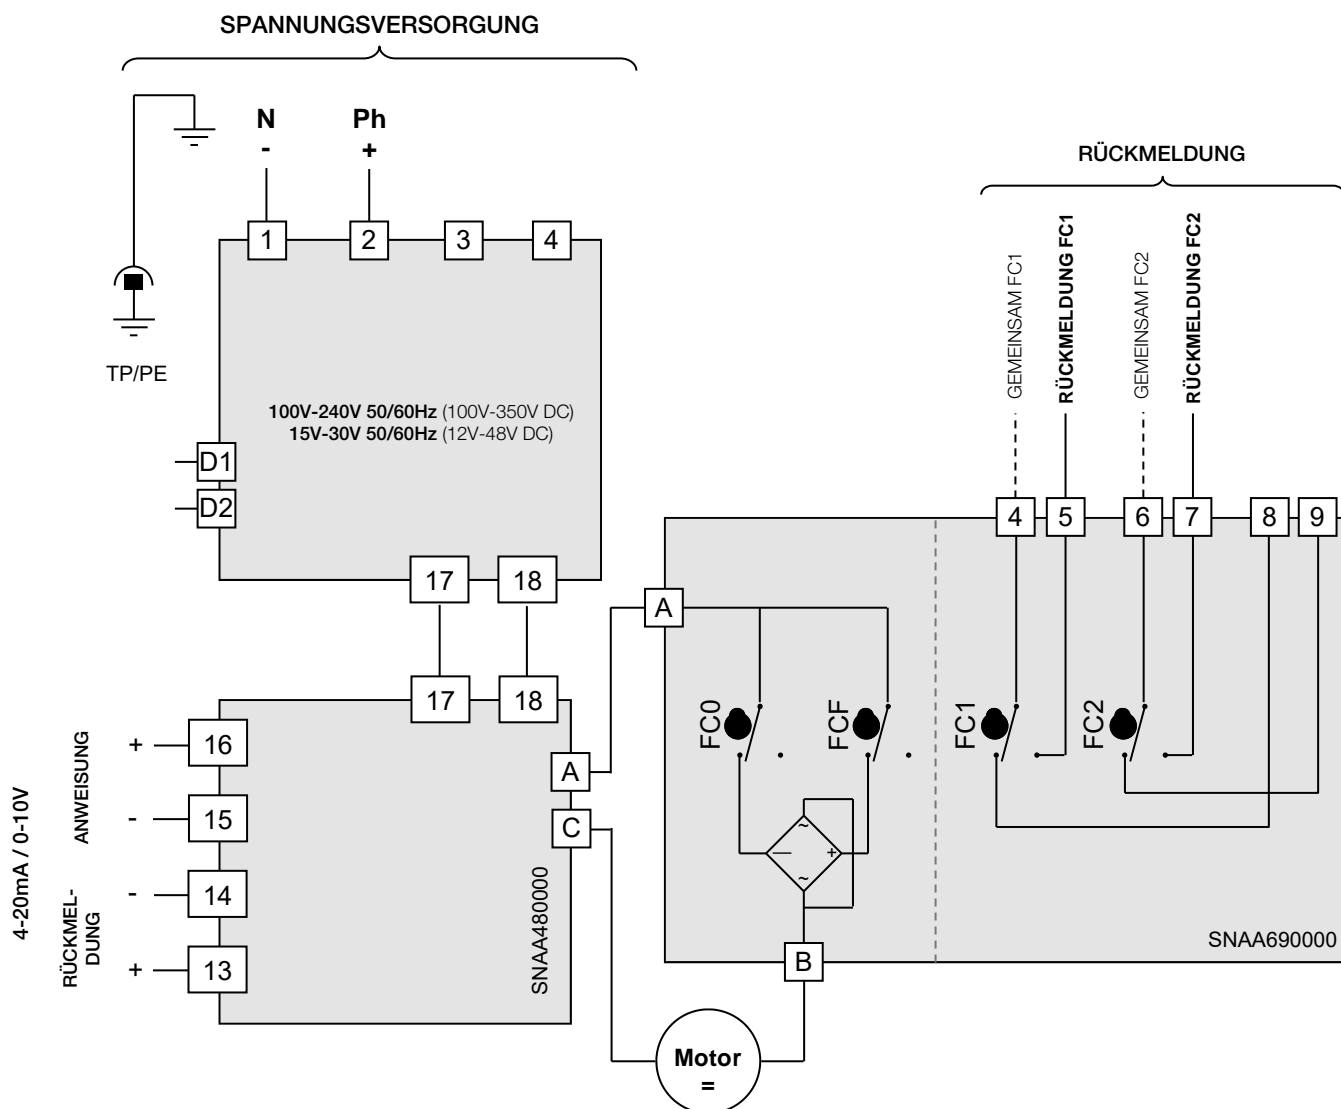 SPANNUNGSVERSORGUNG
N
-
Ph
+
1
2
3
4
TP/PE
100V-240V 50/60Hz (100V-350V DC)
15V-30V 50/60Hz (12V-48V DC)
D1
D2
17
18
17
18
4-20mA / 0-10V
ANWEISUNG
RÜCKMEL-
DUNG
+
16
-
15
-
14
+
13
A
C
SNAA480000
RÜCKMELDUNG
GEMEINSAM FC1
RÜCKMELDUNG FC1
GEMEINSAM FC2
RÜCKMELDUNG FC2
4
5
6
7
8
9
A
FC0
FCF
FC1
FC2
~
—
+
~
B
SNAA690000
Motor
=